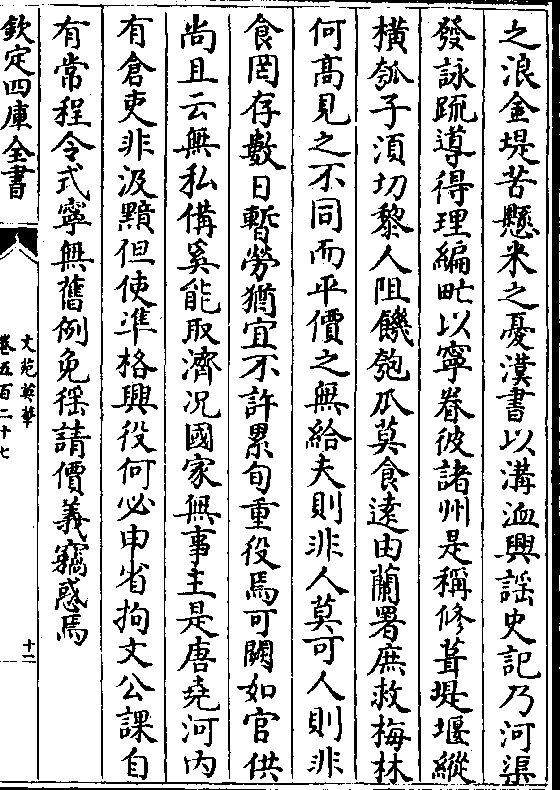 之浪金堤苦懸米之憂漢書以溝洫興謡史記乃河渠
發詠疏導得理編甿以寧眷彼諸州是稱修葺堤堰縱
橫瓠子湏切黎人阻饑匏瓜莫食逺由蘭署庶救梅林
何髙見之不同而平價之無給夫則非人莫可人則非
食罔存數日暫勞猶宜不許累旬重役焉可闕如官供
尚且云無私備奚能取濟况國家無事主是唐堯河内
有倉吏非汲黯但使準格興役何必申省拘文公課自
有常程令式寧無舊例免徭請價義竊惑焉
欽定四庫全書
文苑英華
卷五百二十七
十一